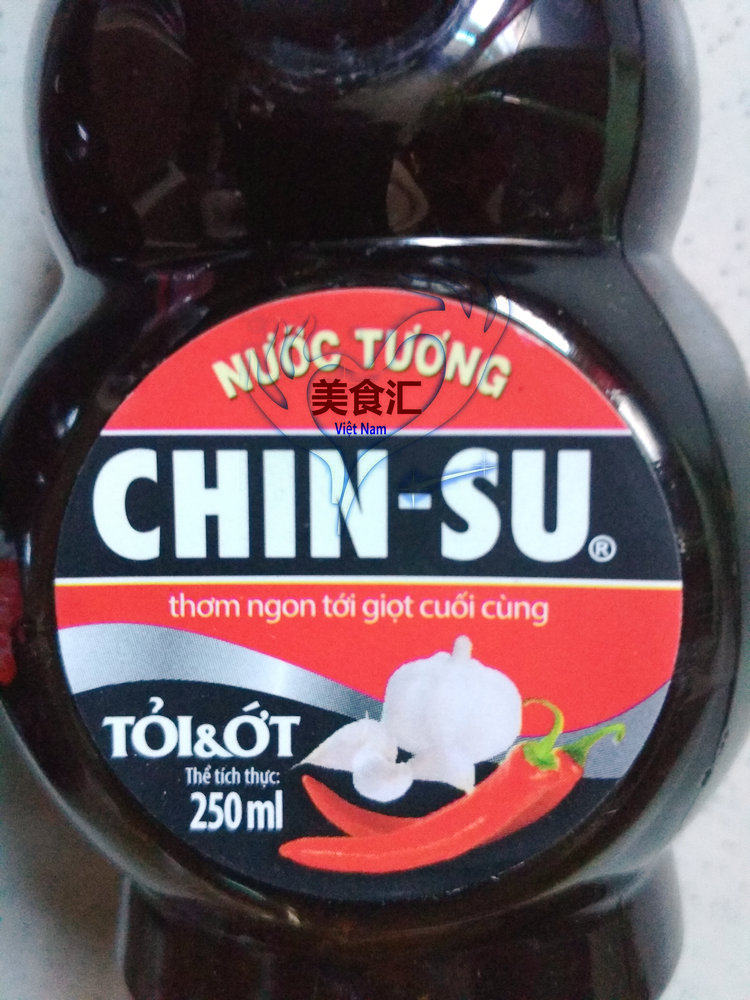 NƯỚC TƯƠNG
美食汇
Việt Nam
CHIN-SU®
thơm ngon tới giọt cuối cùng
TỎI&ỚT
Thể tích thực:
250 ml